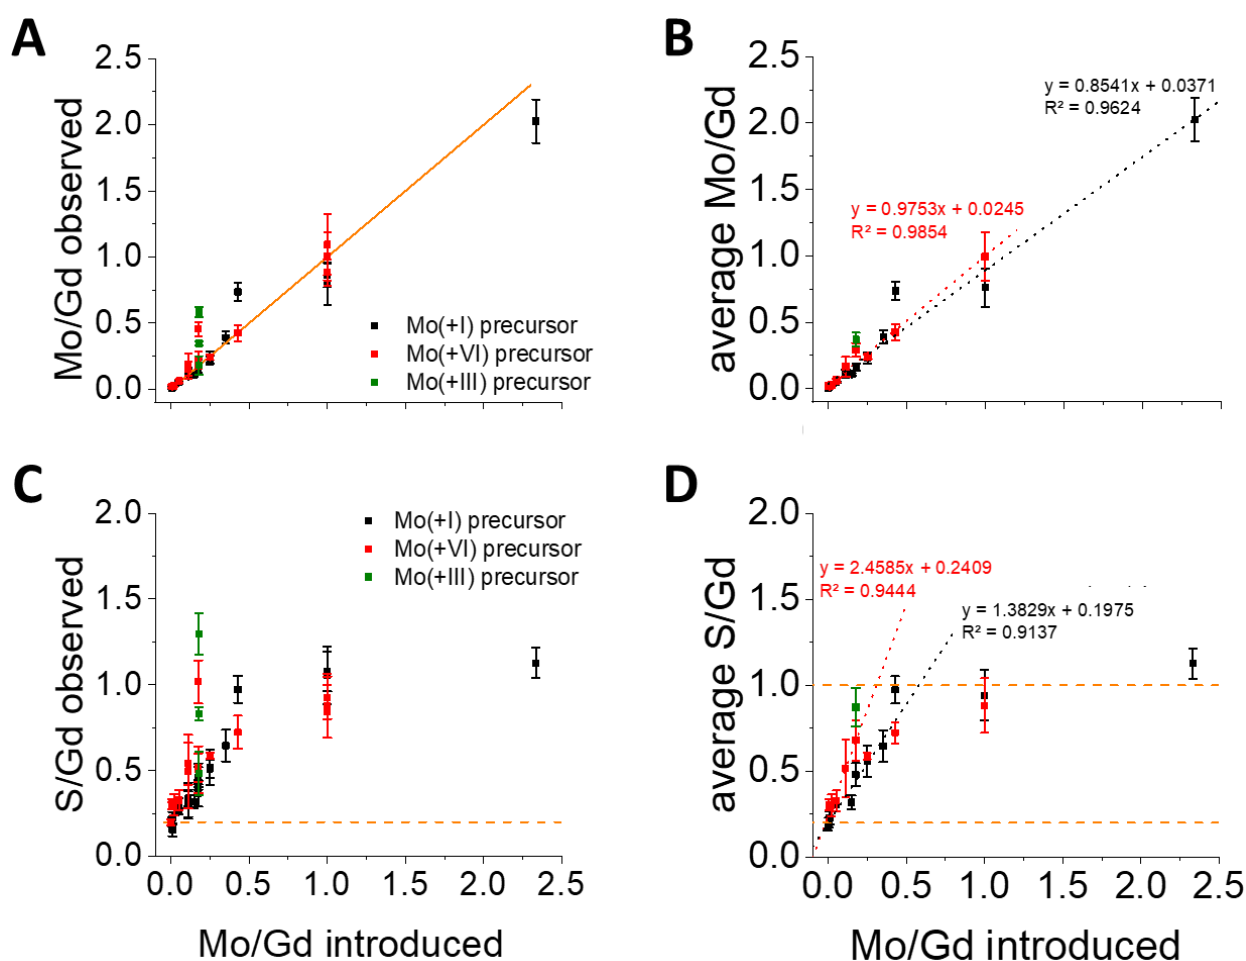 A
Mo/Gd observed
2.5
2.0
1.5
1.0
0.5
0.0
Mo(+I) precursor
Mo(+VI) precursor
Mo(+III) precursor
B
average Mo/Gd
2.5
2.0
1.5
1.0
0.5
0.0
y = 0.8541x + 0.0371
R² = 0.9624
y = 0.9753x + 0.0245
R² = 0.9854
C
S/Gd observed
2.0
1.5
1.0
0.5
0.0
Mo(+I) precursor
Mo(+VI) precursor
Mo(+III) precursor
0.0 0.5 1.0 1.5 2.0 2.5
Mo/Gd introduced
D
average S/Gd
2.0
1.5
1.0
0.5
0.0
y = 2.4585x + 0.2409
R² = 0.9444
y = 1.3829x + 0.1975
R² = 0.9137
0.0 0.5 1.0 1.5 2.0 2.5
Mo/Gd introduced